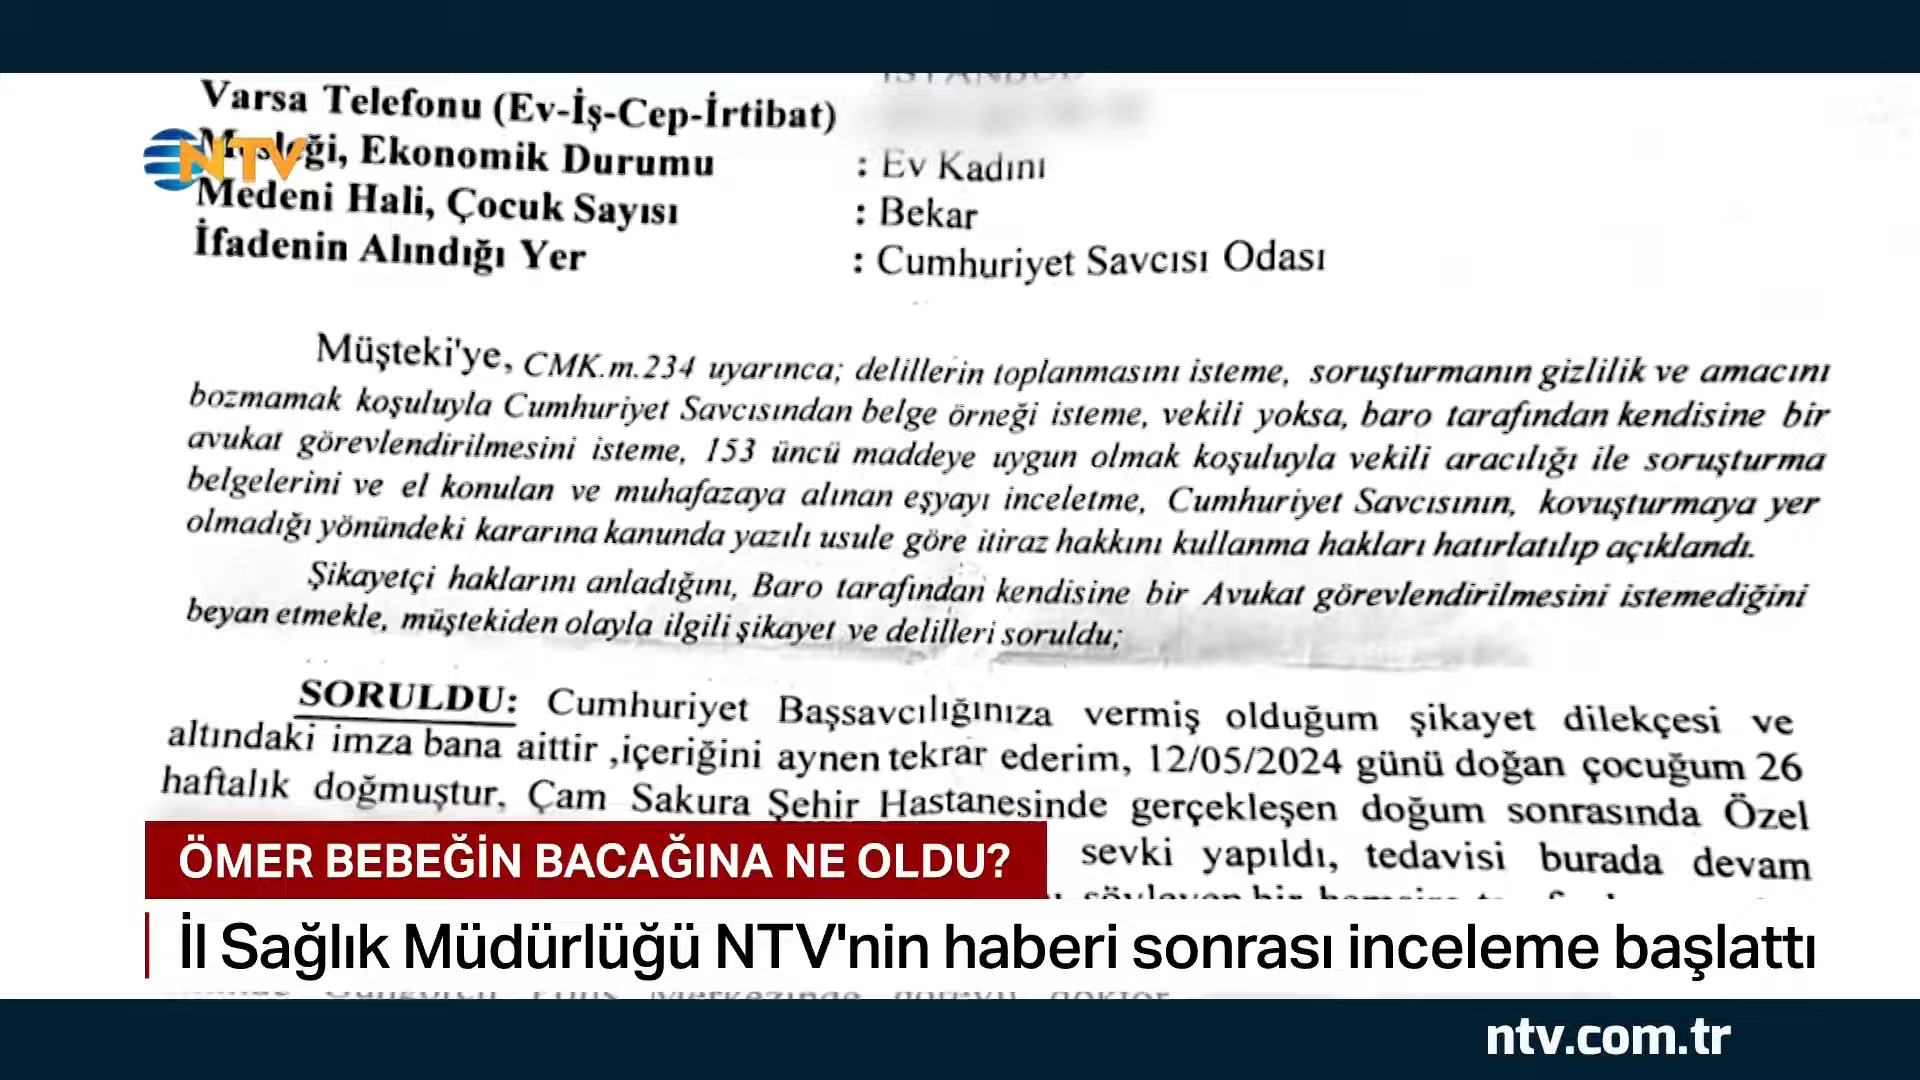 İSTANBUL
Varsa Telefonu (Ev-İş-Cep-İrtibat)
NTV
Mesleği, Ekonomik Durumu : Ev Kadını
Medeni Hali, Çocuk Sayısı : Bekar
İfadenin Alındığı Yer : Cumhuriyet Savcısı Odası
Müşteki'ye, CMK.m.234 uyarınca; delillerin toplanmasını isteme, soruşturmanın gizlilik ve amacını
bozmamak koşuluyla Cumhuriyet Savcısından belge örneği isteme, vekili yoksa, baro tarafından kendisine bir
avukat görevlendirilmesini isteme, 153 üncü maddeye uygun olmak koşuluyla vekili aracılığı ile soruşturma
belgelerini ve el konulan ve muhafazaya alınan eşyayı inceletme, Cumhuriyet Savcısının, kovuşturmaya yer
olmadığı yönündeki kararına kanunda yazılı usule göre itiraz hakkını kullanma hakları hatırlatılıp açıklandı.
Şikayetçi haklarını anladığını, Baro tarafından kendisine bir Avukat görevlendirilmesini istemediğini
beyan etmekle, müştekiden olayla ilgili şikayet ve delilleri soruldu;
SORULDU: Cumhuriyet Başsavcılığınıza vermiş olduğum şikayet dilekçesi ve
altındaki imza bana aittir ,içeriğini aynen tekrar ederim, 12/05/2024 günü doğan çocuğum 26
haftalık doğmuştur, Çam Sakura Şehir Hastanesinde gerçekleşen doğum sonrasında Özel
sevki yapıldı, tedavisi burada devam
ÖMER BEBEĞİN BACAĞINA NE OLDU?
İl Sağlık Müdürlüğü NTV'nin haberi sonrası inceleme başlattı
ntv.com.tr